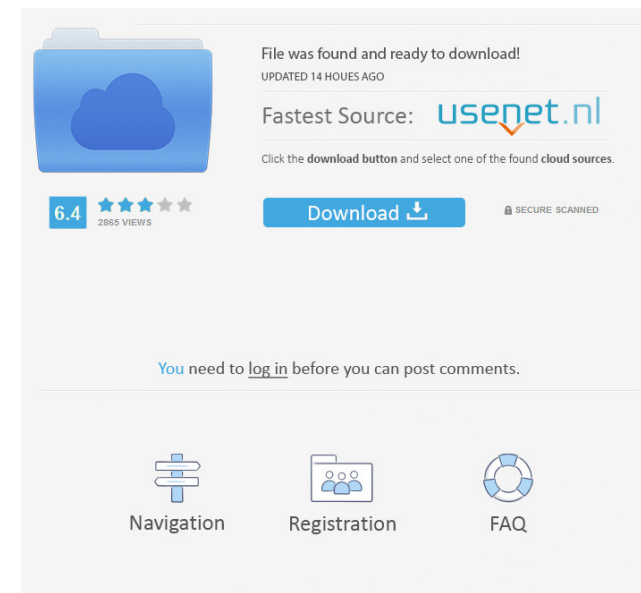 File was found and ready to download!
UPDATED 14 HOUES AGO
Fastest Source: usenet.nl
Click the download button and select one of the found cloud sources.
6.4
2865 VIEWS
Download
SECURE SCANNED
You need to log in before you can post comments.
Navigation
Registration
FAQ